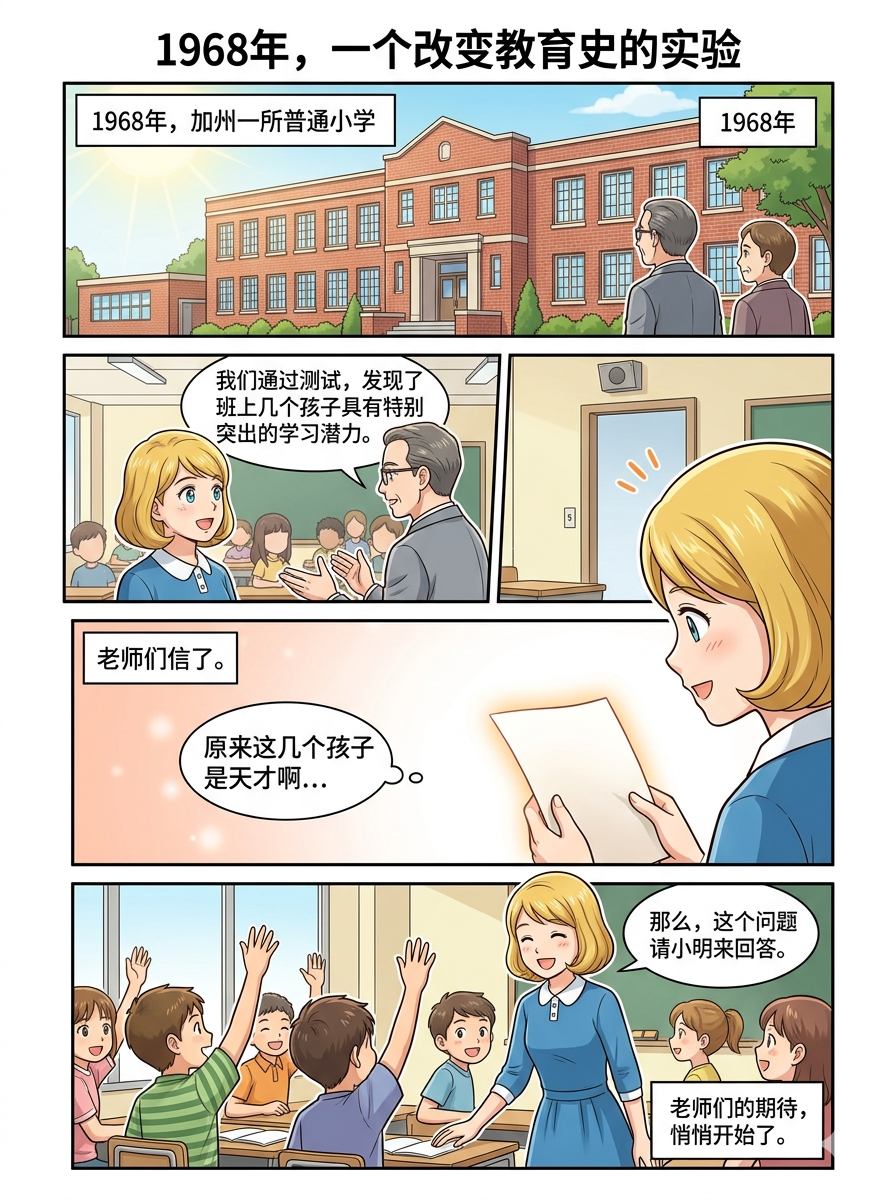 1968年，一个改变教育史的实验
1968年，加州一所普通小学
1968年
我们通过测试，发现了
班上几个孩子具有特别
突出的学习潜力。
老师们信了。
原来这几个孩子
是天才啊…
那么，这个问题
请小明来回答。
老师们的期待，
悄悄开始了。